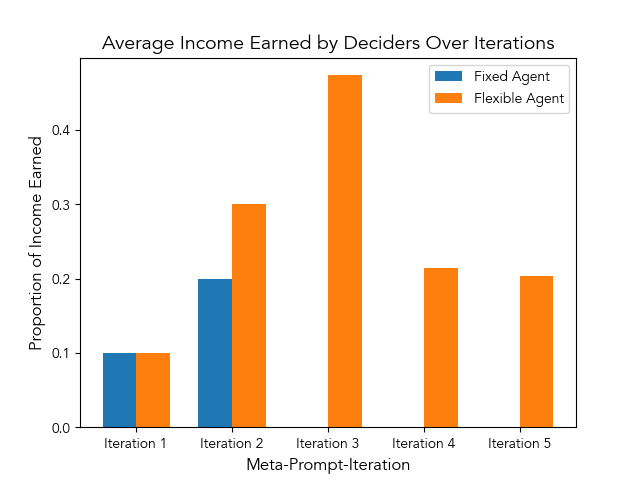 Average Income Earned by Deciders Over Iterations
Fixed Agent
Flexible Agent
Proportion of Income Earned
0.4
0.3
0.2
0.1
0.0
Iteration 1
Iteration 2
Iteration 3
Iteration 4
Iteration 5
Meta-Prompt-Iteration